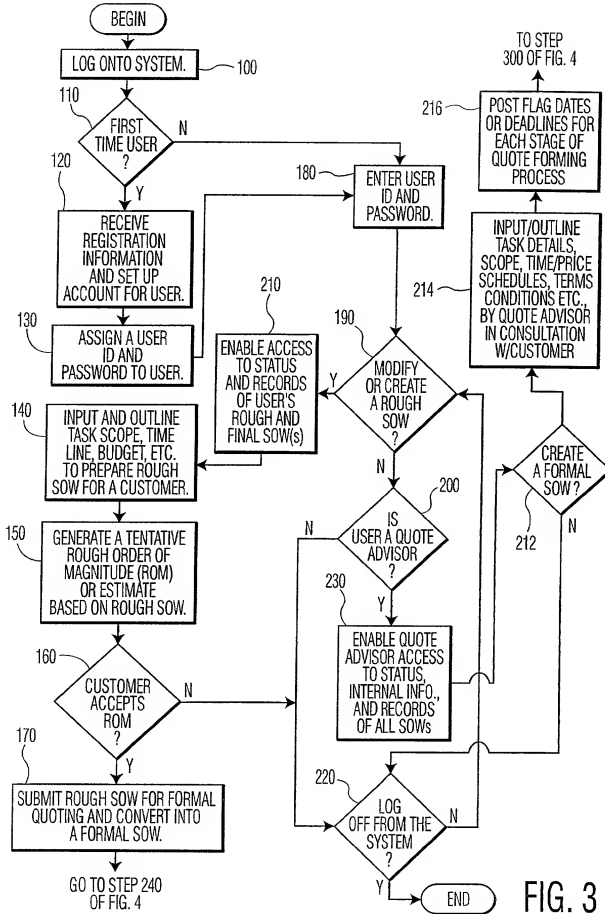 BEGIN
LOG ONTO SYSTEM.
100
110
FIRST
TIME USER
?
N
Y
120
RECEIVE
REGISTRATION
INFORMATION
AND SET UP
ACCOUNT FOR USER.
130
ASSIGN A USER
ID AND
PASSWORD TO USER.
140
INPUT AND OUTLINE
TASK SCOPE, TIME
LINE, BUDGET, ETC.
TO PREPARE ROUGH
SOW FOR A CUSTOMER.
150
GENERATE A TENTATIVE
ROUGH ORDER OF
MAGNITUDE (ROM)
OR ESTIMATE
BASED ON ROUGH SOW.
160
CUSTOMER
ACCEPTS
ROM
?
N
Y
170
SUBMIT ROUGH SOW FOR FORMAL
QUOTING AND CONVERT INTO
A FORMAL SOW.
GO TO STEP 240
OF FIG. 4
180
ENTER USER
ID AND
PASSWORD.
190
MODIFY
OR CREATE
A ROUGH
SOW
?
Y
N
210
ENABLE ACCESS
TO STATUS
AND RECORDS
OF USER'S
ROUGH AND
FINAL SOW(s)
200
IS
USER A QUOTE
ADVISOR
?
N
Y
230
ENABLE QUOTE
ADVISOR ACCESS
TO STATUS,
INTERNAL INFO.,
AND RECORDS
OF ALL SOWs
220
LOG
OFF FROM THE
SYSTEM
?
N
Y
END
TO STEP
300 OF FIG. 4
216
POST FLAG DATES
OR DEADLINES FOR
EACH STAGE OF
QUOTE FORMING
PROCESS
214
INPUT/OUTLINE
TASK DETAILS,
SCOPE, TIME/PRICE
SCHEDULES, TERMS
CONDITIONS ETC.,
BY QUOTE ADVISOR
IN CONSULTATION
W/CUSTOMER
CREATE
A FORMAL
SOW ?
212
N
FIG. 3